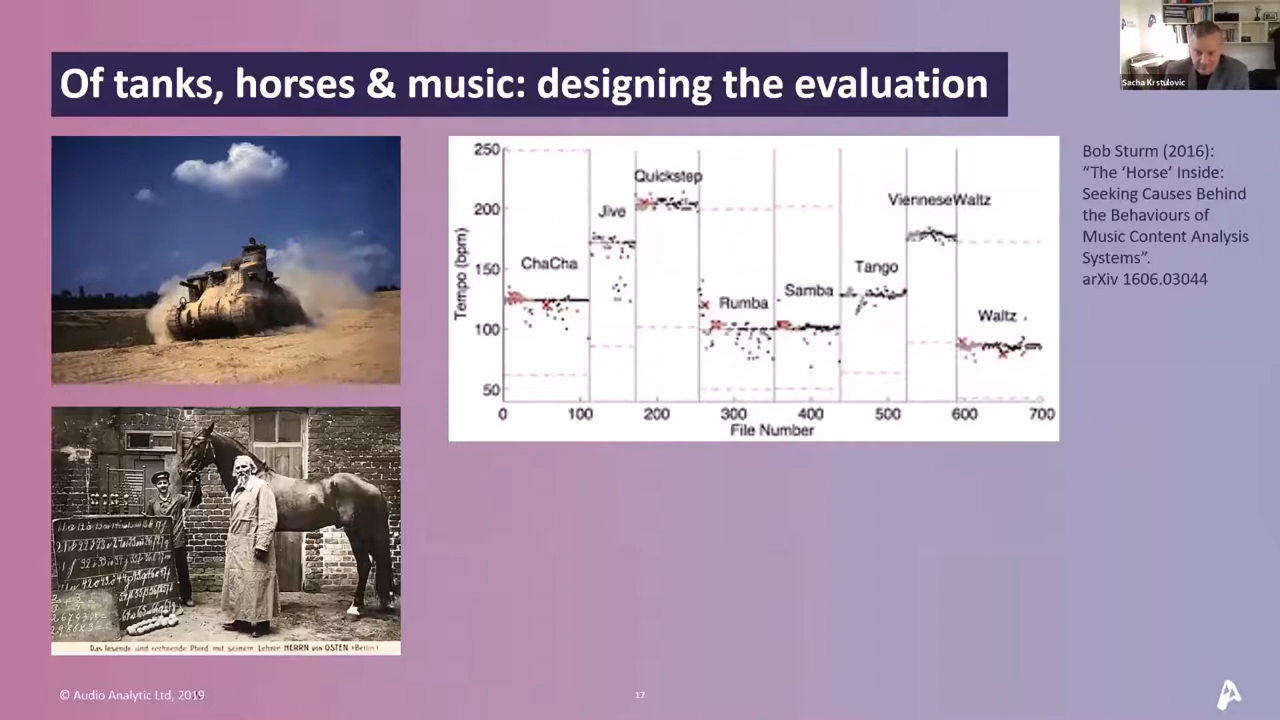 Of tanks, horses & music: designing the evaluation
Sacha Krstulovic
250
200
150
100
50
Tempo (bpm)
ChaCha
Jive
Quickstep
Rumba
Samba
Tango
VienneseWaltz
Waltz
0 100 200 300 400 500 600 700
File Number
Bob Sturm (2016):
“The ‘Horse’ Inside:
Seeking Causes Behind
the Behaviours of
Music Content Analysis
Systems”.
arXiv 1606.03044
Das lesende und rechnende Pferd mit seinem Lehrer HERRN von OSTEN (Berlin)
© Audio Analytic Ltd, 2019
17